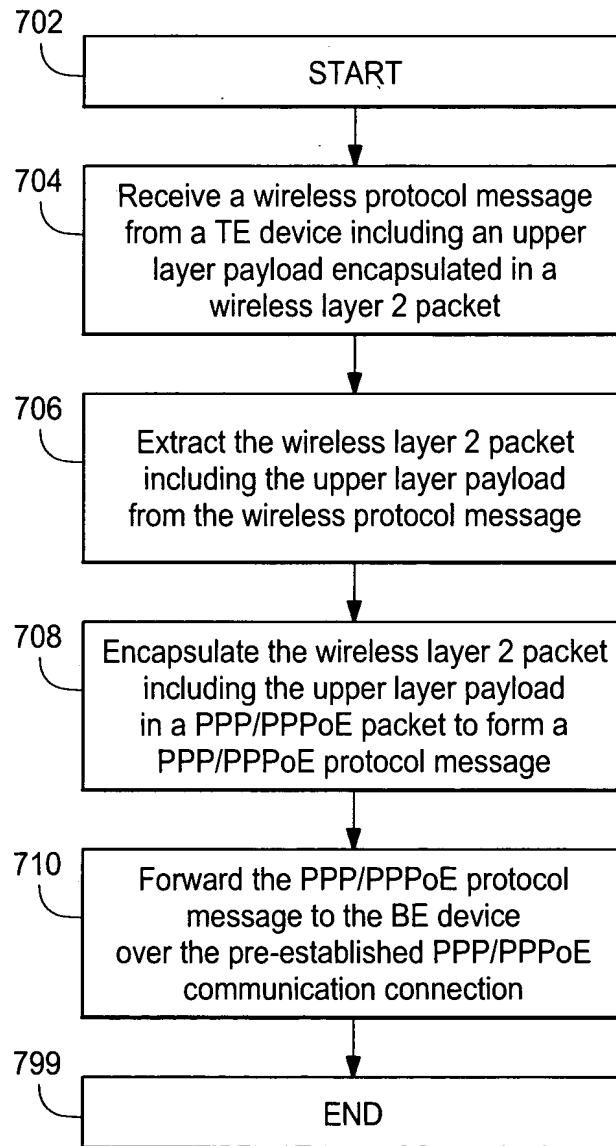 702
START
704
Receive a wireless protocol message
from a TE device including an upper
layer payload encapsulated in a
wireless layer 2 packet
706
Extract the wireless layer 2 packet
including the upper layer payload
from the wireless protocol message
708
Encapsulate the wireless layer 2 packet
including the upper layer payload
in a PPP/PPPoE packet to form a
PPP/PPPoE protocol message
710
Forward the PPP/PPPoE protocol
message to the BE device
over the pre-established PPP/PPPoE
communication connection
799
END